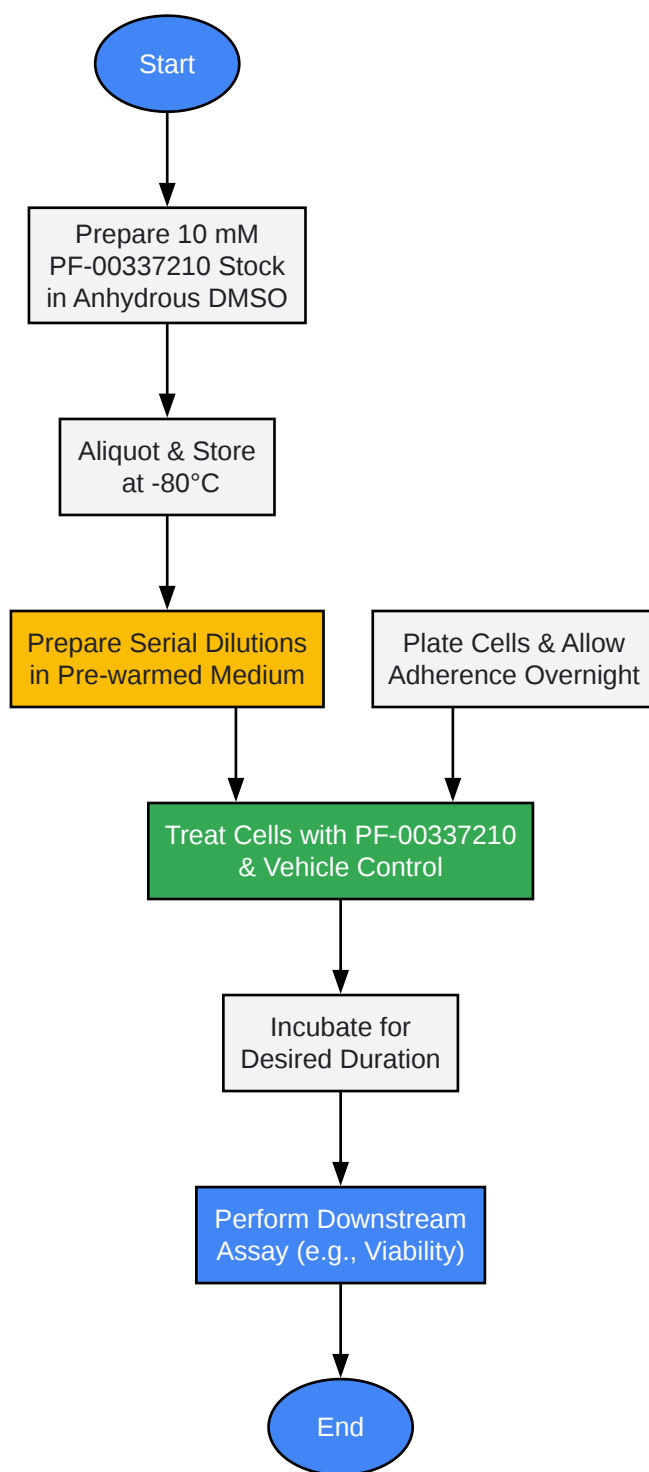 Start
Prepare 10 mM
PF-00337210 Stock
in Anhydrous DMSO
Aliquot & Store
at -80°C
Prepare Serial Dilutions
in Pre-warmed Medium
Plate Cells & Allow
Adherence Overnight
Treat Cells with PF-00337210
& Vehicle Control
Incubate for
Desired Duration
Perform Downstream
Assay (e.g., Viability)
End